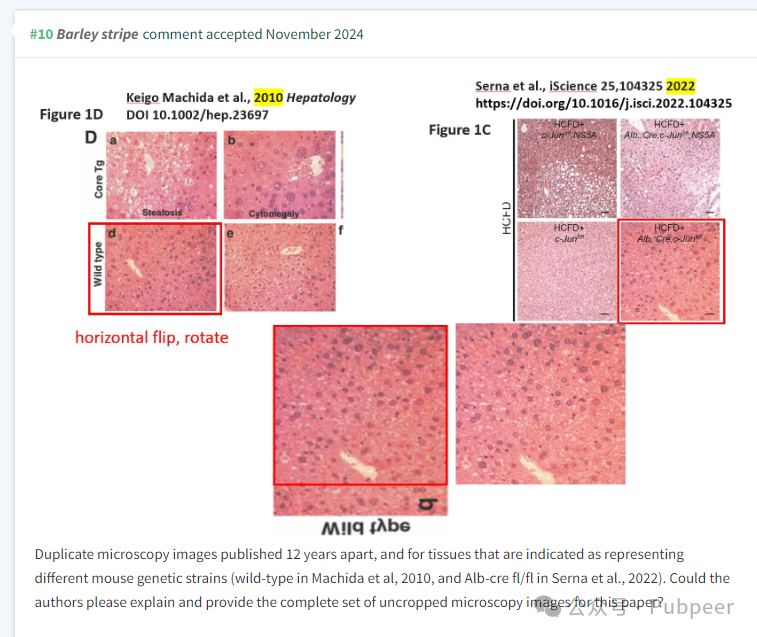 #10 Barley stripe comment accepted November 2024
Keigo Machida et al., 2010 Hepatology
DOI 10.1002/hep.23697
Figure 1D
Serna et al., iScience 25,104325 2022
https://doi.org/10.1016/j.isci.2022.104325
Figure 1C
D
a
b
Core Tg
Steatosis
Cytomegaly
d
e
f
Wild type
HCFD
HCFD+
c-Jun fl/fl;NS5A
HCFD+
Alb::Cre;c-Jun fl/fl;NS5A
HCFD+
c-Jun fl/fl
HCFD+
Alb::Cre;c-Jun fl/fl
horizontal flip, rotate
d
Wild type
Duplicate microscopy images published 12 years apart, and for tissues that are indicated as representing
different mouse genetic strains (wild-type in Machida et al, 2010, and Alb-cre fl/fl in Serna et al., 2022). Could the
authors please explain and provide the complete set of uncropped microscopy images for this paper?
公众号 · Pubpeer